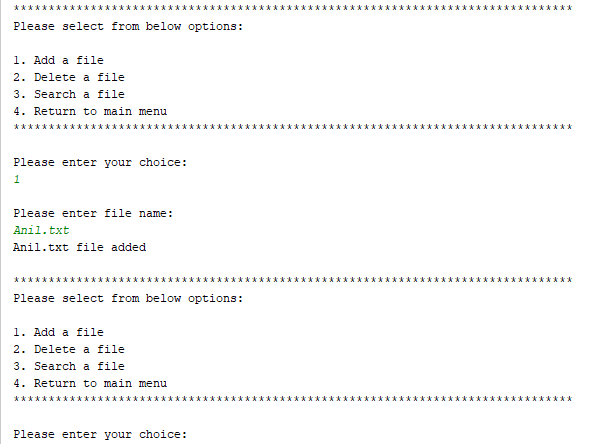 ********************************************************************************
Please select from below options:
1. Add a file
2. Delete a file
3. Search a file
4. Return to main menu
********************************************************************************
Please enter your choice:
1
Please enter file name:
Anil.txt
Anil.txt file added
********************************************************************************
Please select from below options:
1. Add a file
2. Delete a file
3. Search a file
4. Return to main menu
********************************************************************************
Please enter your choice: